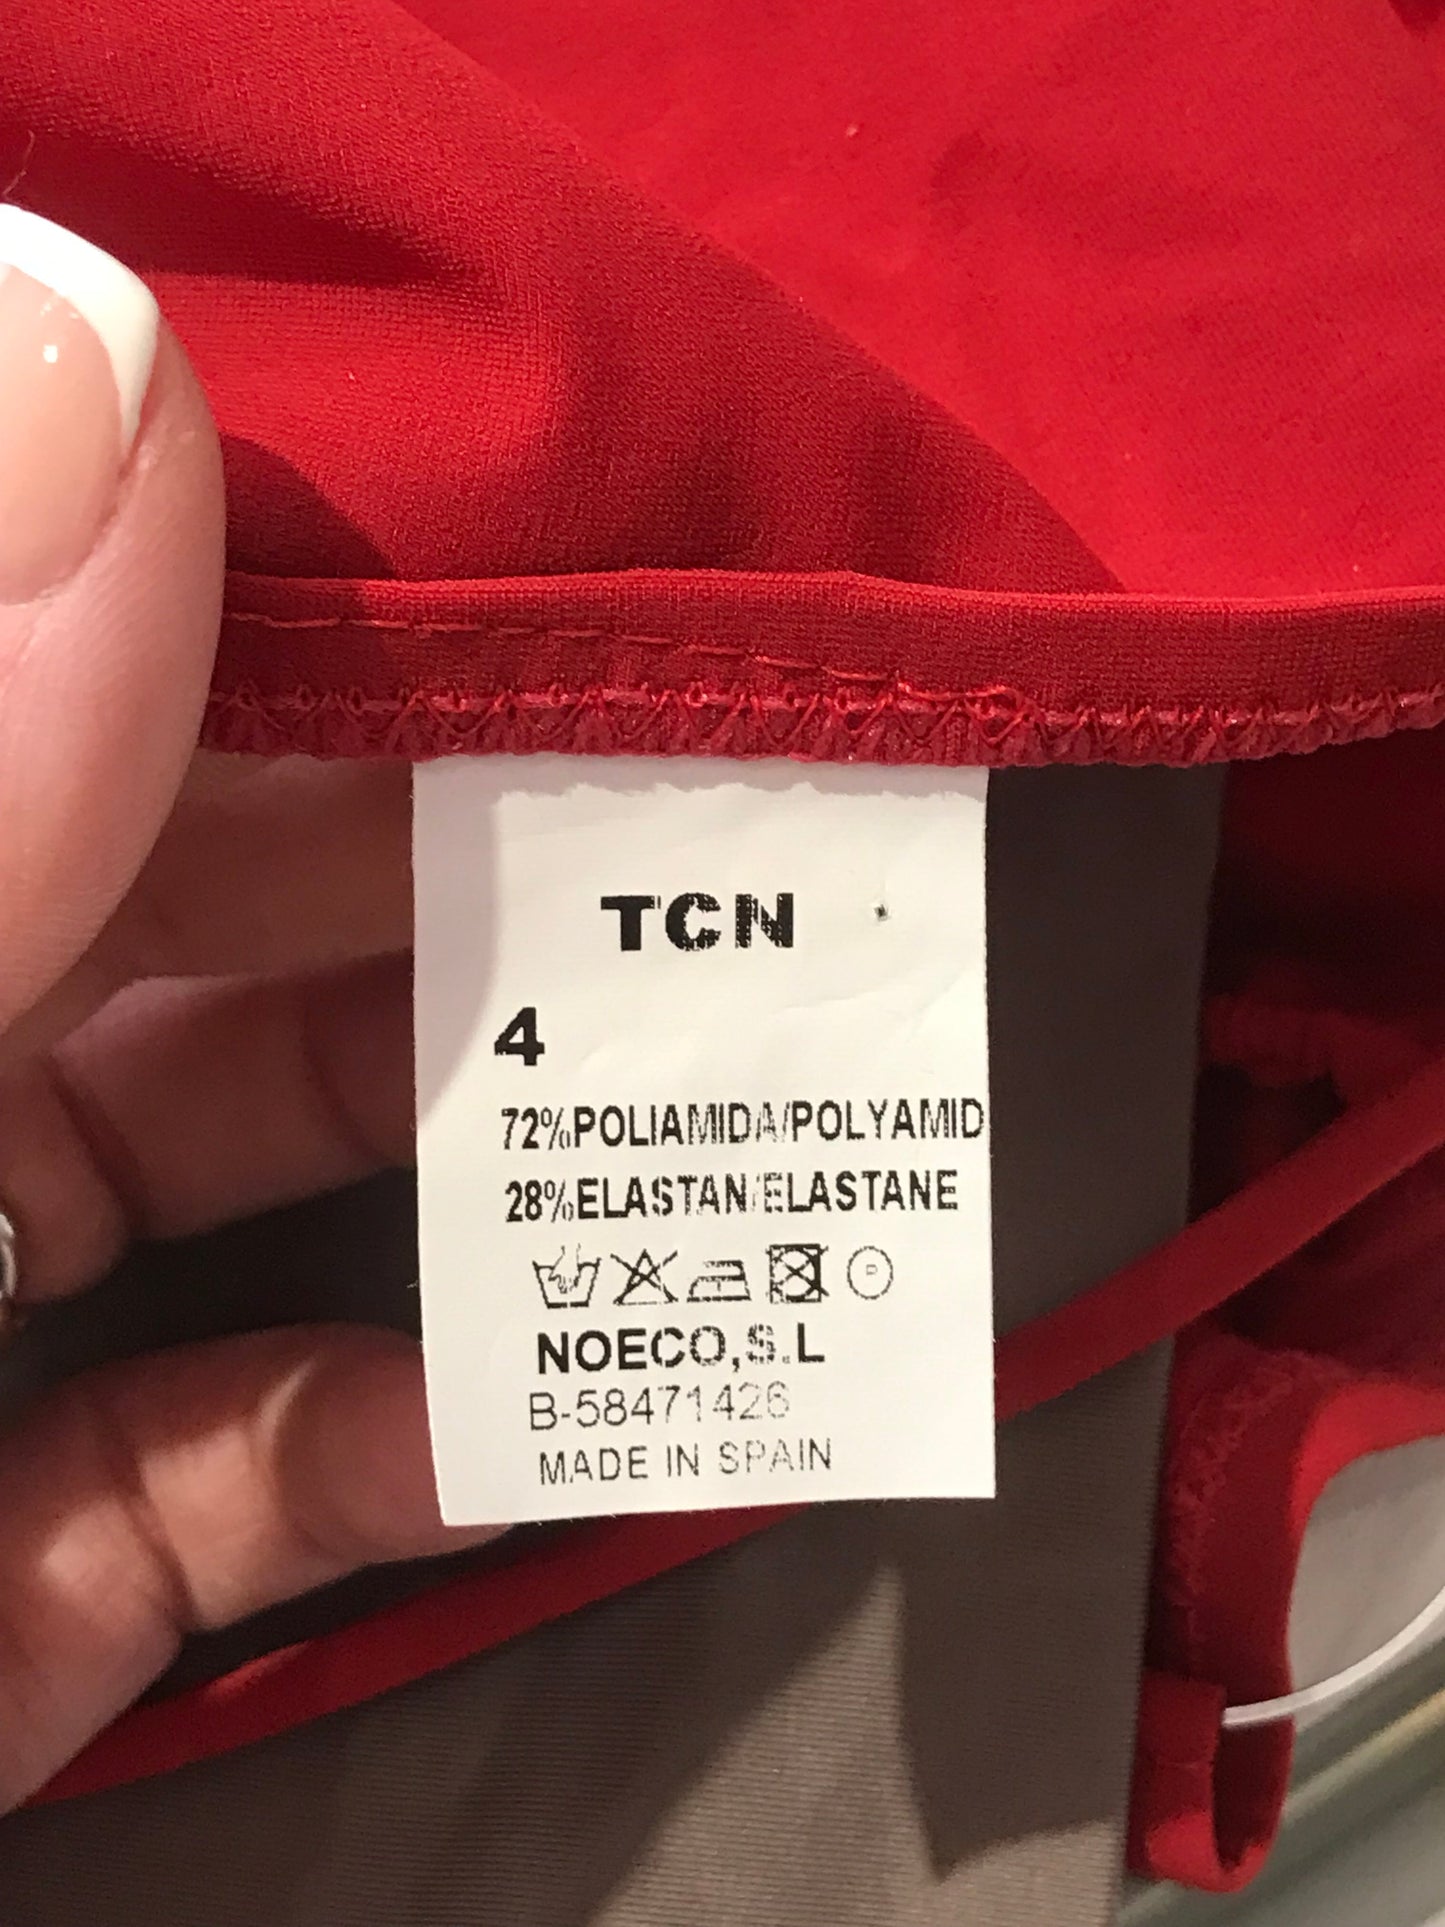 TCN
4
72%POLIAMIDA/POLYAMID
28%ELASTAN/ELASTANE
P
NOECO,S.L
B-58471426
MADE IN SPAIN